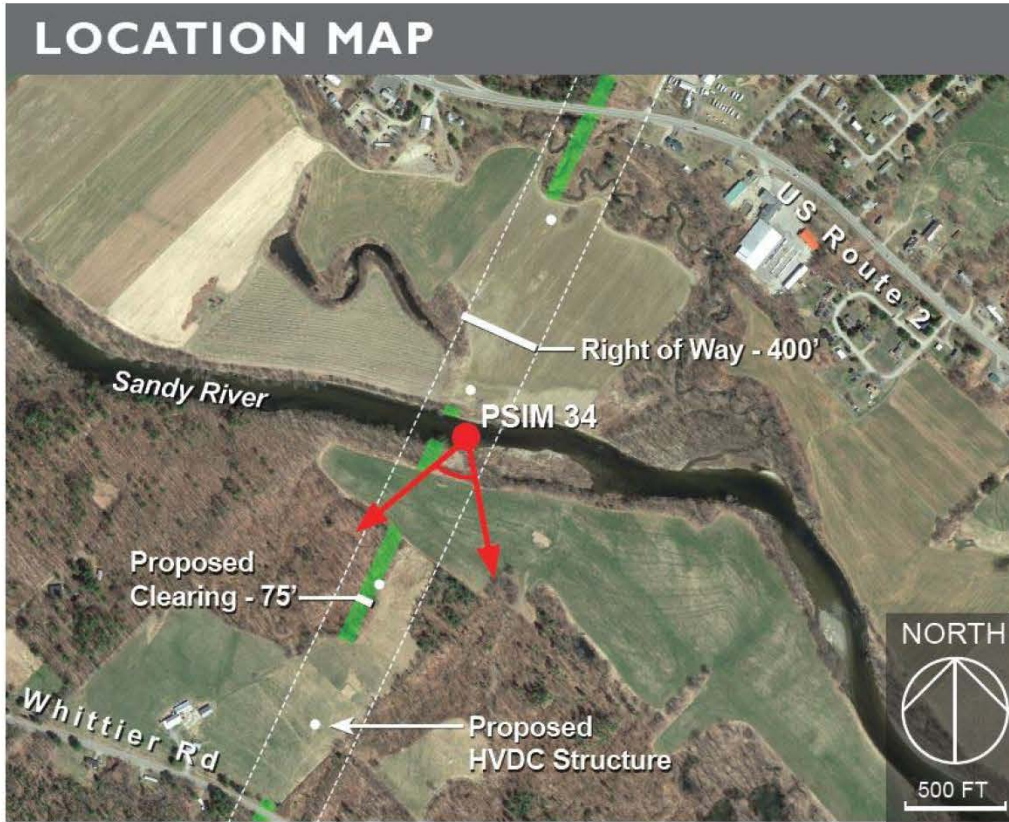 LOCATION MAP
US Route 2
Right of Way - 400'
Sandy River
PSIM 34
Proposed
Clearing - 75'
Whittier Rd
Proposed
HVDC Structure
NORTH
500 FT